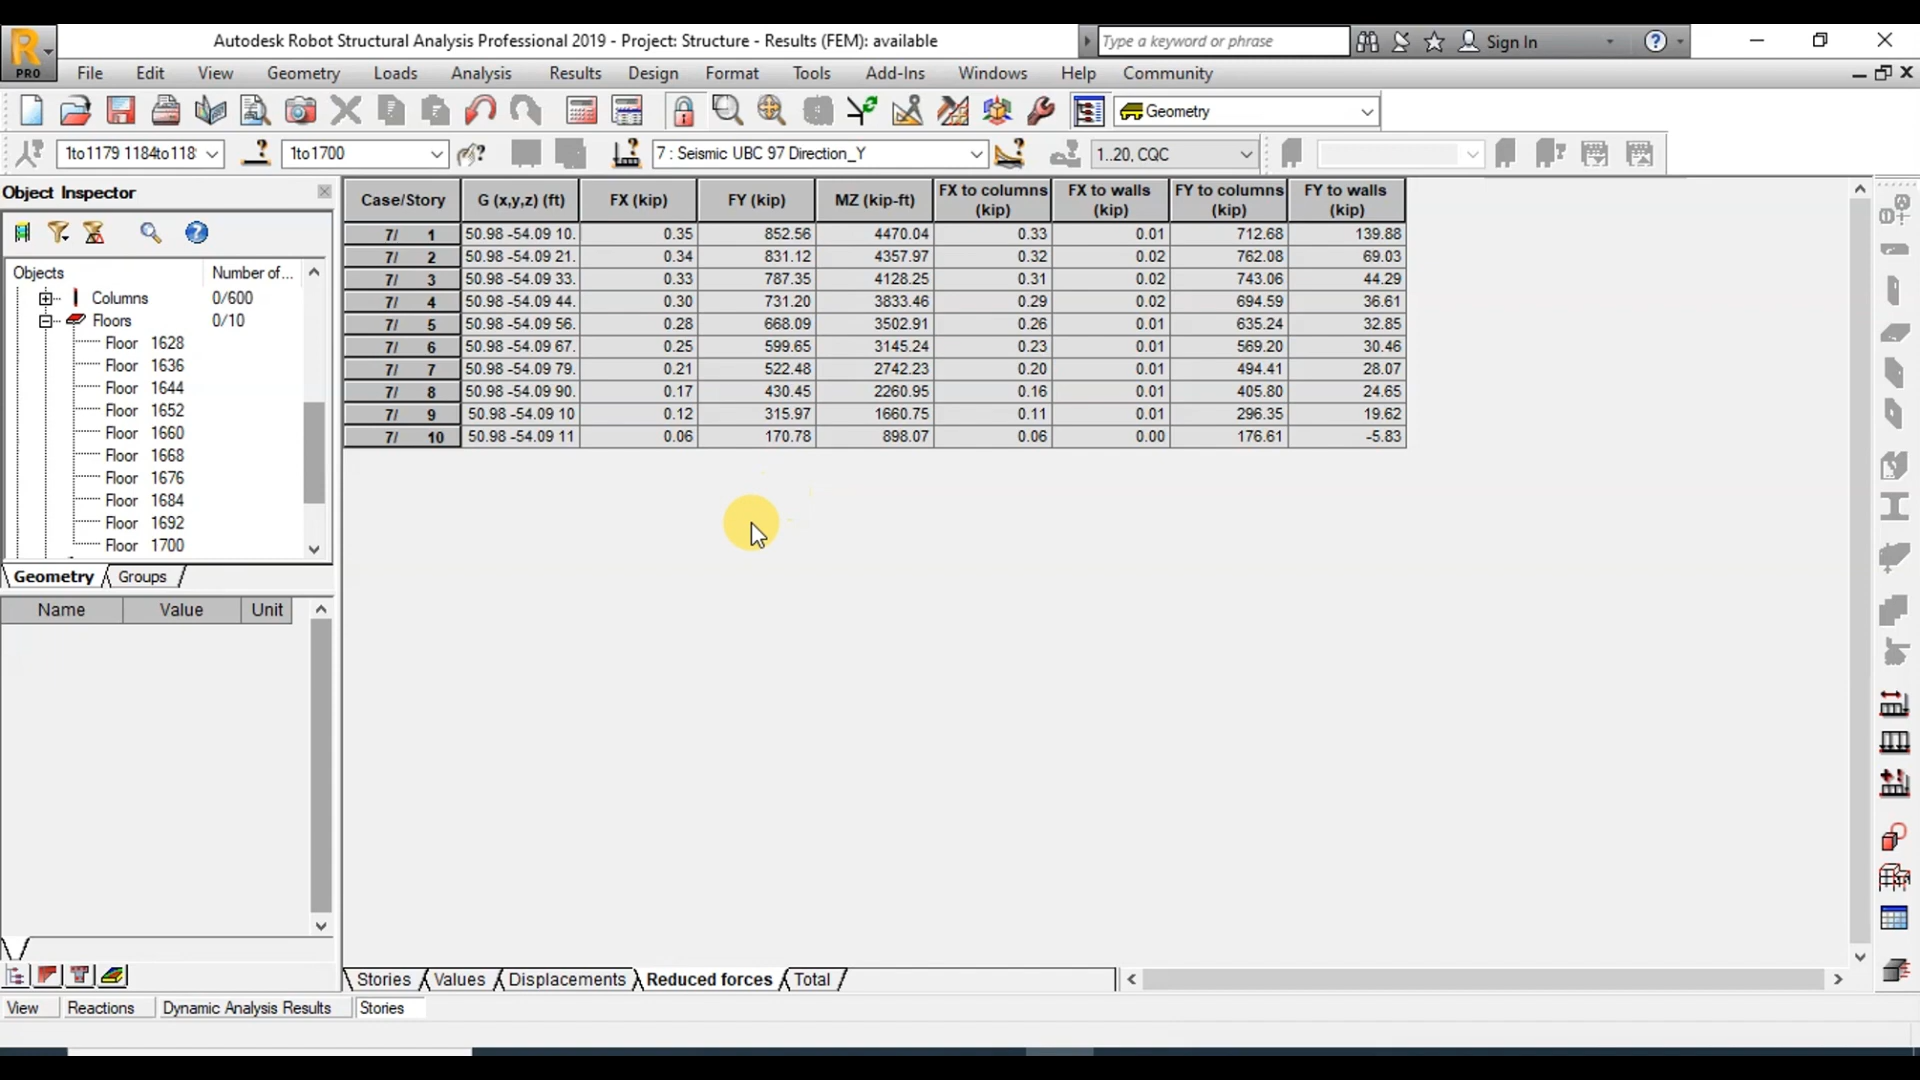 Autodesk Robot Structural Analysis Professional 2019 - Project: Structure - Results (FEM): available
Type a keyword or phrase
Sign In
PRO
File Edit View Geometry Loads Analysis Results Design Format Tools Add-Ins Windows Help Community
Geometry
1to1179 1184to118
1to1700
7 : Seismic UBC 97 Direction_Y
1..20, CQC
Object Inspector
Objects Number of...
Columns 0/600
Floors 0/10
Floor 1628
Floor 1636
Floor 1644
Floor 1652
Floor 1660
Floor 1668
Floor 1676
Floor 1684
Floor 1692
Floor 1700
Geometry Groups
Name Value Unit
Case/Story G (x,y,z) (ft) FX (kip) FY (kip) MZ (kip-ft) FX to columns (kip) FX to walls (kip) FY to columns (kip) FY to walls (kip)
7/ 1 50.98 -54.09 10. 0.35 852.56 4470.04 0.33 0.01 712.68 139.88
7/ 2 50.98 -54.09 21. 0.34 831.12 4357.97 0.32 0.02 762.08 69.03
7/ 3 50.98 -54.09 33. 0.33 787.35 4128.25 0.31 0.02 743.06 44.29
7/ 4 50.98 -54.09 44. 0.30 731.20 3833.46 0.29 0.02 694.59 36.61
7/ 5 50.98 -54.09 56. 0.28 668.09 3502.91 0.26 0.01 635.24 32.85
7/ 6 50.98 -54.09 67. 0.25 599.65 3145.24 0.23 0.01 569.20 30.46
7/ 7 50.98 -54.09 79. 0.21 522.48 2742.23 0.20 0.01 494.41 28.07
7/ 8 50.98 -54.09 90. 0.17 430.45 2260.95 0.16 0.01 405.80 24.65
7/ 9 50.98 -54.09 10 0.12 315.97 1660.75 0.11 0.01 296.35 19.62
7/ 10 50.98 -54.09 11 0.06 170.78 898.07 0.06 0.00 176.61 -5.83
Stories Values Displacements Reduced forces Total
View Reactions Dynamic Analysis Results Stories